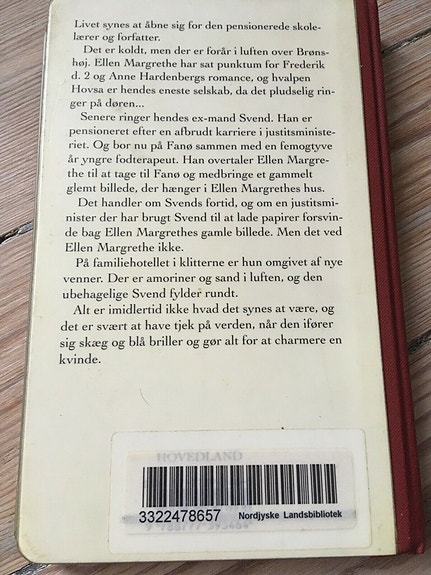 Livet synes at åbne sig for den pensionerede skole-
lærer og forfatter.
Det er koldt, men der er forår i luften over Brøns-
høj. Ellen Margrethe har sat punktum for Frederik
d. 2 og Anne Hardenbergs romance, og hvalpen
Hovsa er hendes eneste selskab, da det pludselig rin-
ger på døren...
Senere ringer hendes ex-mand Svend. Han er
pensioneret efter en afbrudt karriere i justitsministe-
riet. Og bor nu på Fanø sammen med en femogtyve
år yngre fodterapeut. Han overtaler Ellen Margre-
the til at tage til Fanø og medbringe et gammelt
glemt billede, der hænger i Ellen Margrethes hus.
Det handler om Svends fortid, og om en justitsmi-
nister der har brugt Svend til at lade papirer forsvin-
de bag Ellen Margrethes gamle billede. Men det ved
Ellen Margrethe ikke.
På familiehotellet i klitterne er hun omgivet af nye
venner. Der er amoriner og sand i luften, og den
ubehagelige Svend fylder rundt.
Alt er imidlertid ikke hvad det synes at være, og
det er svært at have tjek på verden, når den ifører
sig skæg og blå briller og gør alt for at charmere en
kvinde.
HOVEDLAND
3322478657 Nordjyske Landsbibliotek